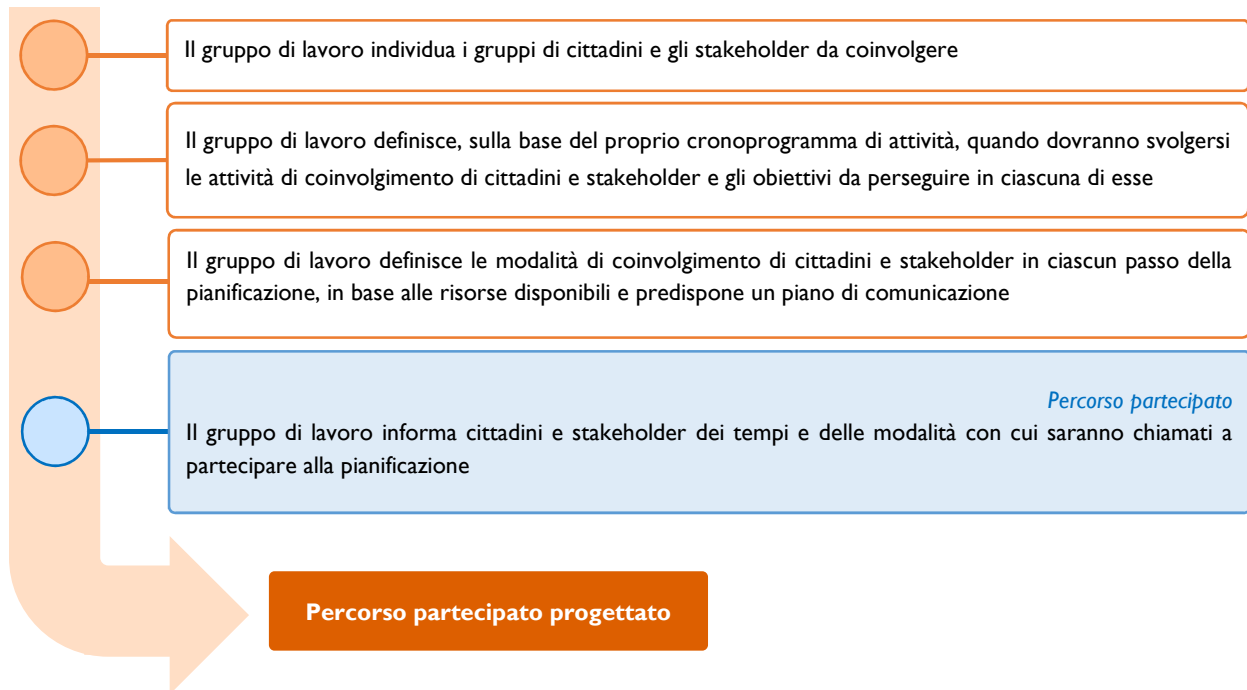 Il gruppo di lavoro individua i gruppi di cittadini e gli stakeholder da coinvolgere
Il gruppo di lavoro definisce, sulla base del proprio cronoprogramma di attività, quando dovranno svolgersi
le attività di coinvolgimento di cittadini e stakeholder e gli obiettivi da perseguire in ciascuna di esse
Il gruppo di lavoro definisce le modalità di coinvolgimento di cittadini e stakeholder in ciascun passo della
pianificazione, in base alle risorse disponibili e predispone un piano di comunicazione
Percorso partecipato
Il gruppo di lavoro informa cittadini e stakeholder dei tempi e delle modalità con cui saranno chiamati a
partecipare alla pianificazione
Percorso partecipato progettato